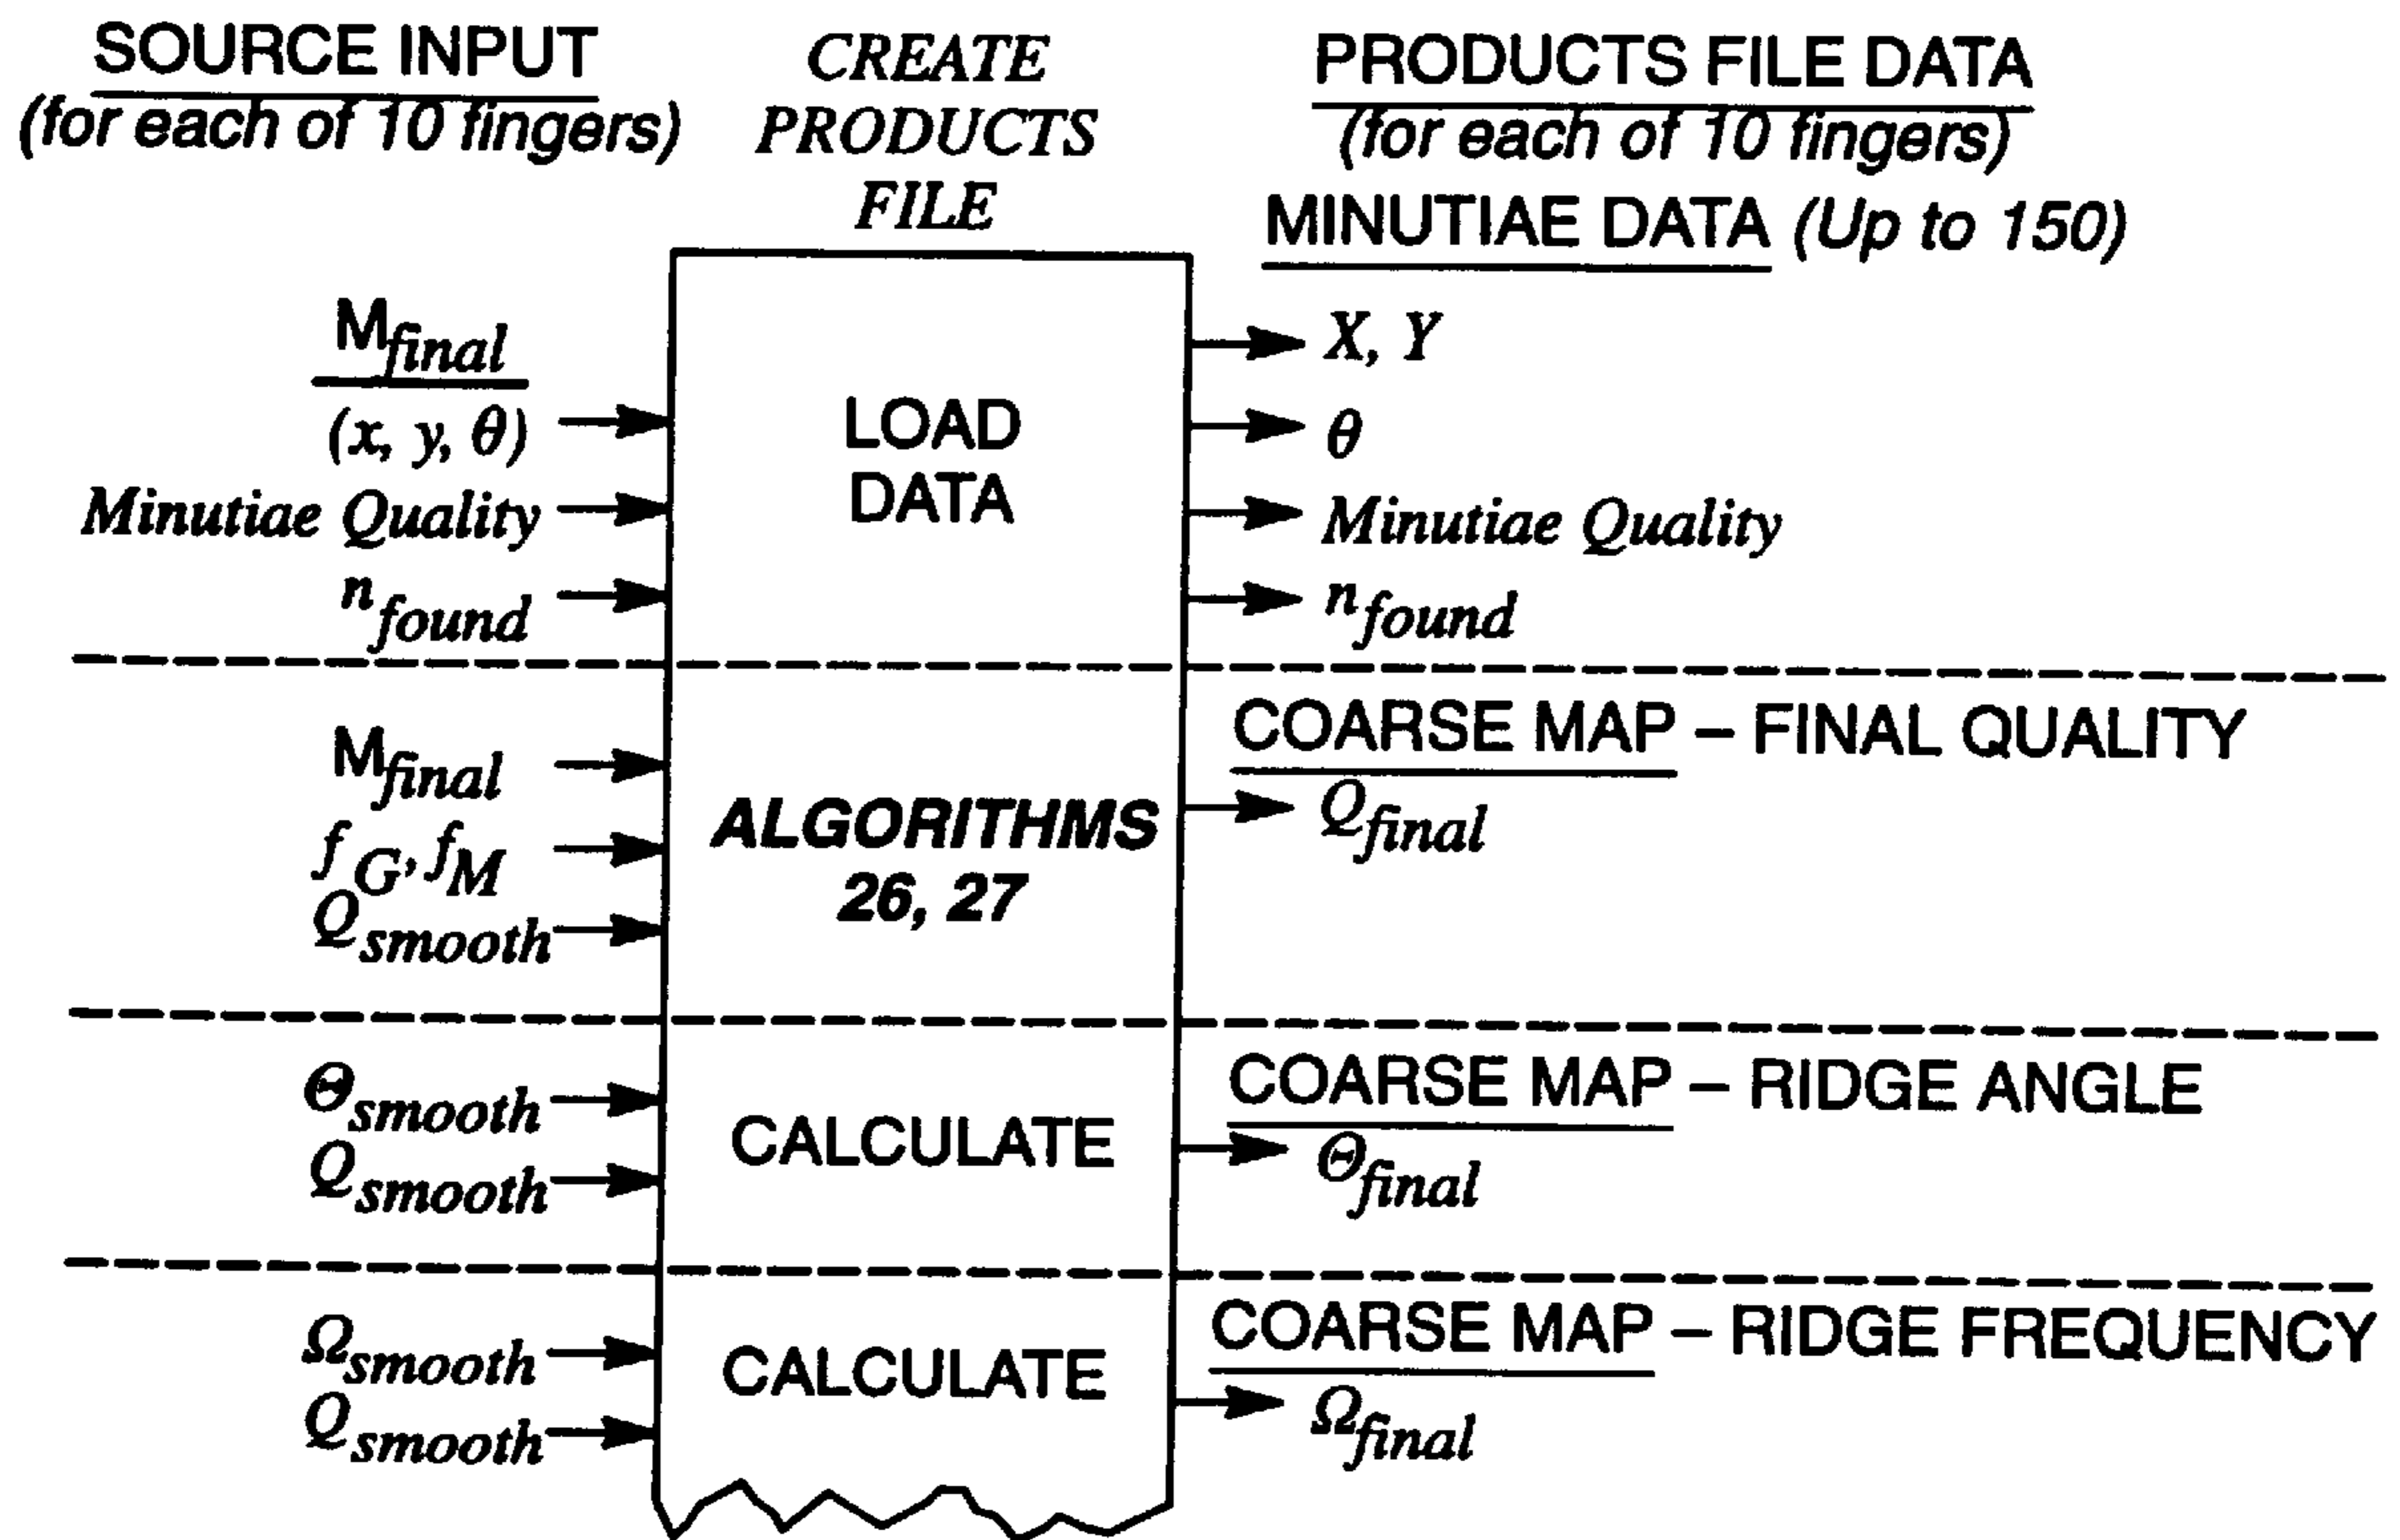 SOURCE INPUT
(for each of 10 fingers)
CREATE
PRODUCTS
FILE
PRODUCTS FILE DATA
(for each of 10 fingers)
MINUTIAE DATA (Up to 150)
Mfinal
(x, y, θ)
Minutiae Quality
nfound
LOAD
DATA
X, Y
θ
Minutiae Quality
nfound
Mfinal
fG, fM
Qsmooth
ALGORITHMS
26, 27
COARSE MAP – FINAL QUALITY
Qfinal
Θsmooth
Qsmooth
CALCULATE
COARSE MAP – RIDGE ANGLE
Θfinal
Ωsmooth
Qsmooth
CALCULATE
COARSE MAP – RIDGE FREQUENCY
Ωfinal